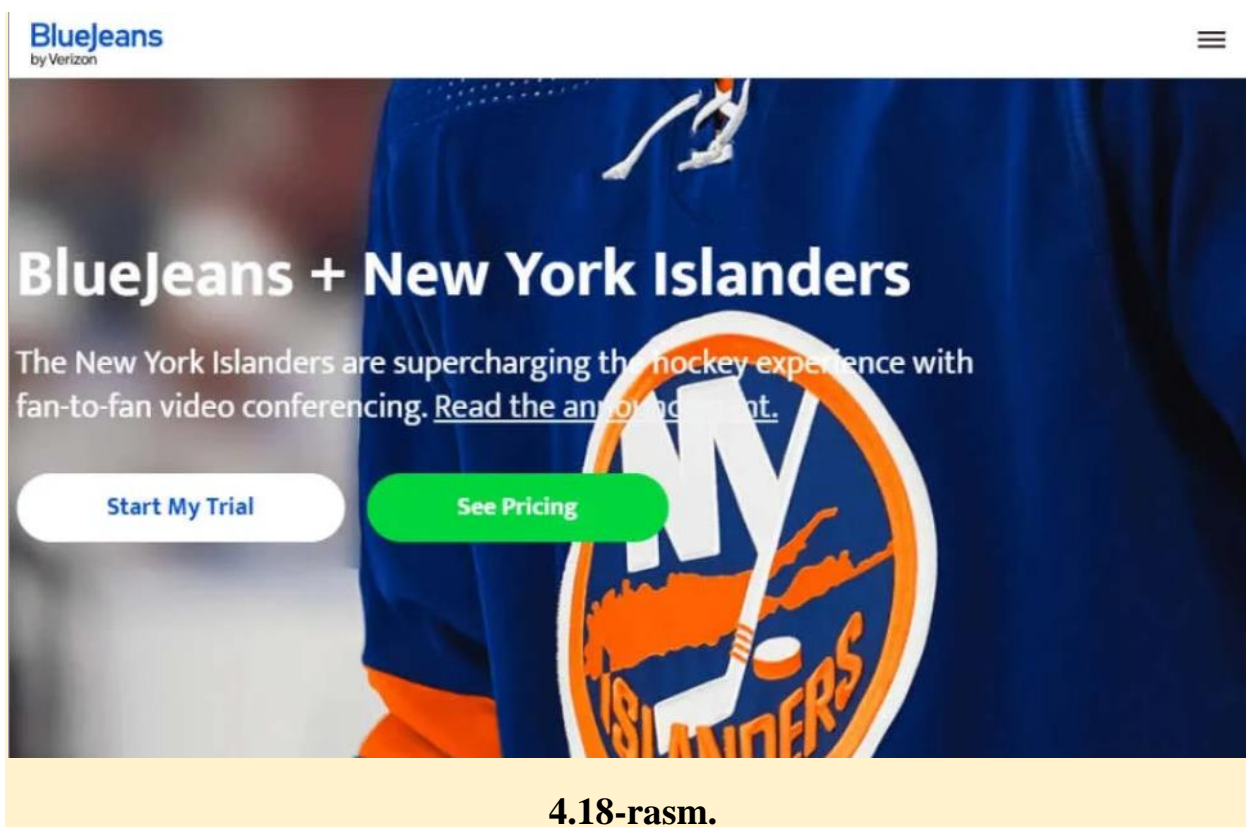 BlueJeans
by Verizon
BlueJeans + New York Islanders
The New York Islanders are supercharging the hockey experience with
fan-to-fan video conferencing. Read the announcement.
Start My Trial
See Pricing
NY
ISLANDERS
4.18-rasm.